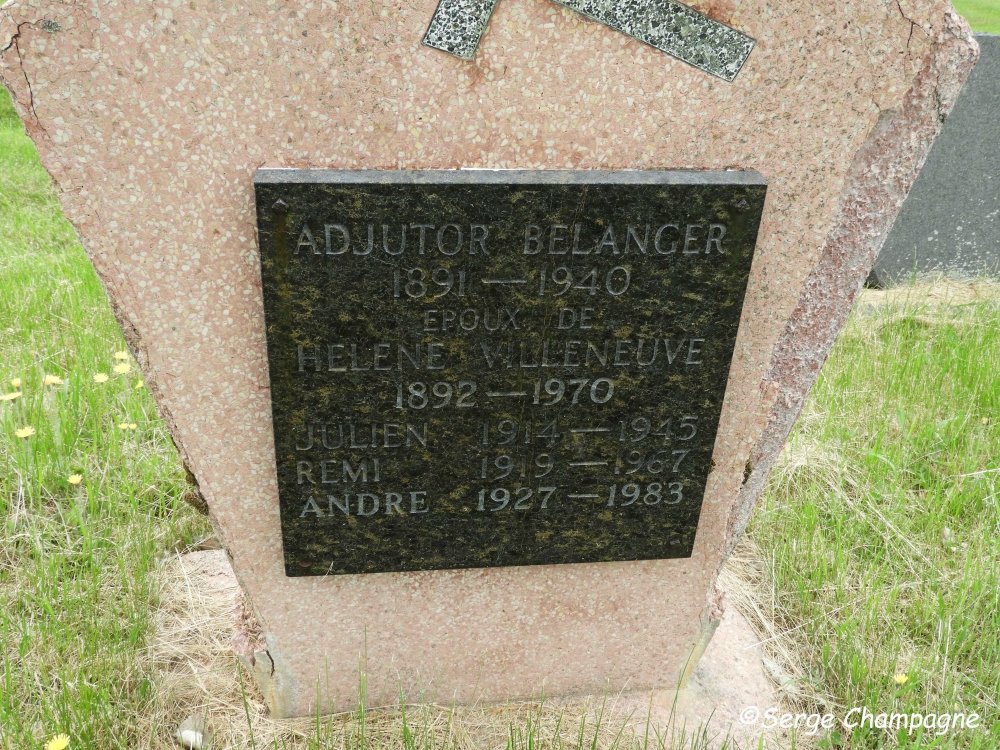 ADJUTOR BELANGER
1891 — 1940
EPOUX DE
HELENE VILLENEUVE
1892 — 1970
JULIEN 1914 — 1945
REMI 1919 — 1967
ANDRE 1927 — 1983
©Serge Champagne